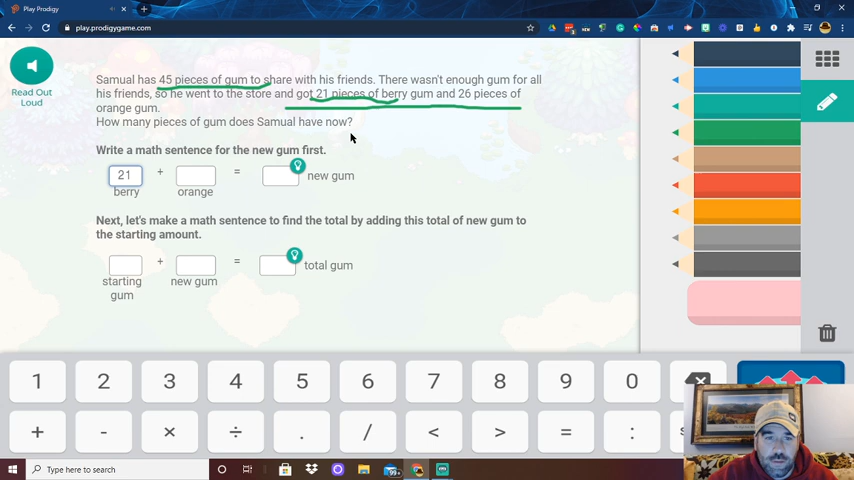 Play Prodigy
play.prodigygame.com
Read Out
Loud
Samual has 45 pieces of gum to share with his friends. There wasn't enough gum for all
his friends, so he went to the store and got 21 pieces of berry gum and 26 pieces of
orange gum.
How many pieces of gum does Samual have now?
Write a math sentence for the new gum first.
21 + = new gum
berry orange
Next, let's make a math sentence to find the total by adding this total of new gum to
the starting amount.
+ = total gum
starting new gum
gum
1 2 3 4 5 6 7 8 9 0
+ - × ÷ . / < > = :
Type here to search